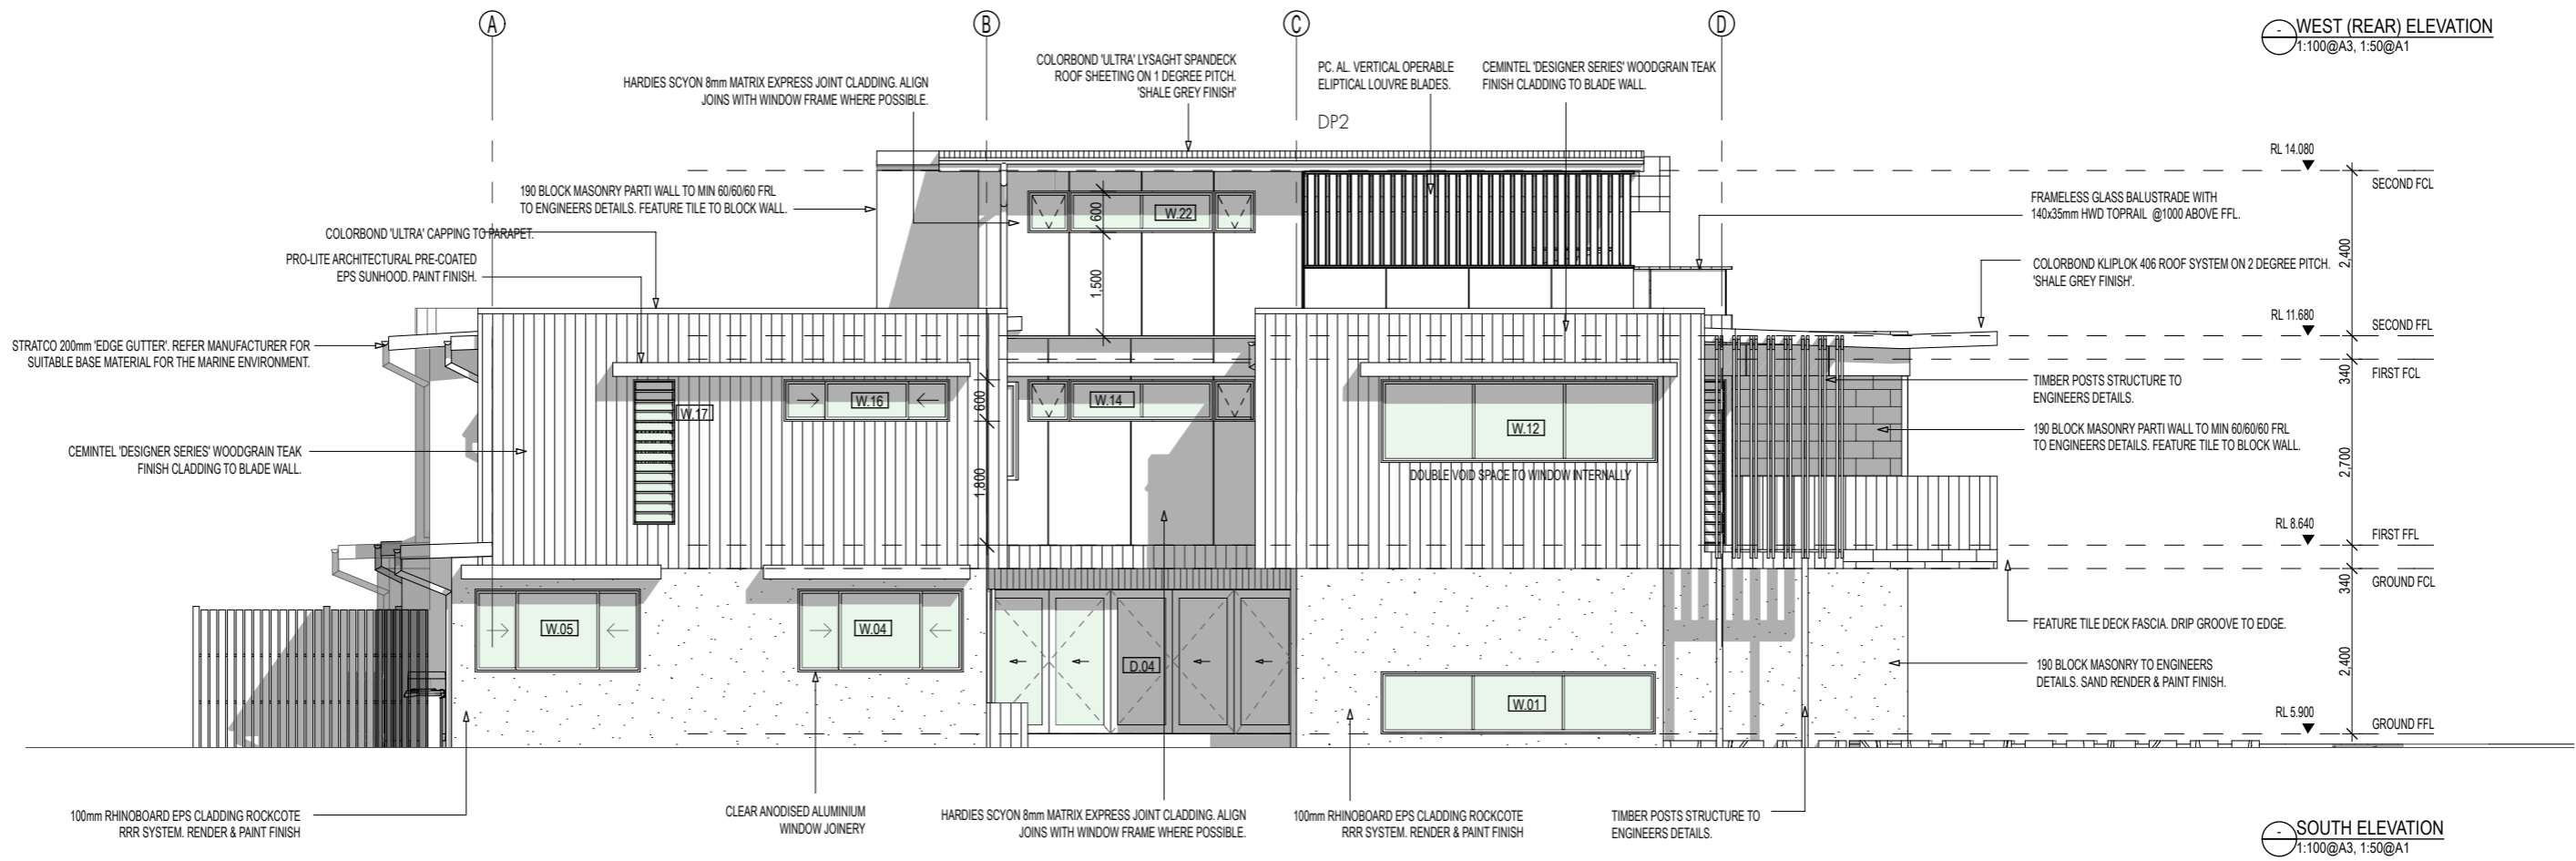 A
B
C
D
WEST (REAR) ELEVATION
1:100@A3, 1:50@A1
HARDIES SCYON 8mm MATRIX EXPRESS JOINT CLADDING. ALIGN
JOINS WITH WINDOW FRAME WHERE POSSIBLE.
COLORBOND 'ULTRA' LYSAGHT SPANDECK
ROOF SHEETING ON 1 DEGREE PITCH.
'SHALE GREY FINISH'
PC. AL. VERTICAL OPERABLE
ELIPTICAL LOUVRE BLADES.
CEMINTEL 'DESIGNER SERIES' WOODGRAIN TEAK
FINISH CLADDING TO BLADE WALL.
DP2
190 BLOCK MASONRY PARTI WALL TO MIN 60/60/60 FRL
TO ENGINEERS DETAILS. FEATURE TILE TO BLOCK WALL.
COLORBOND 'ULTRA' CAPPING TO PARAPET.
PRO-LITE ARCHITECTURAL PRE-COATED
EPS SUNHOOD. PAINT FINISH.
STRATCO 200mm 'EDGE GUTTER'. REFER MANUFACTURER FOR
SUITABLE BASE MATERIAL FOR THE MARINE ENVIRONMENT.
CEMINTEL 'DESIGNER SERIES' WOODGRAIN TEAK
FINISH CLADDING TO BLADE WALL.
600
W.22
1,500
W.17
W.16
600
1,800
W.14
W.12
DOUBLE VOID SPACE TO WINDOW INTERNALLY
W.05
W.04
D.04
W.01
RL 14.080
SECOND FCL
FRAMELESS GLASS BALUSTRADE WITH
140x35mm HWD TOPRAIL @1000 ABOVE FFL.
2,400
COLORBOND KLIPLOK 406 ROOF SYSTEM ON 2 DEGREE PITCH.
'SHALE GREY FINISH'.
RL 11.680
SECOND FFL
340
FIRST FCL
TIMBER POSTS STRUCTURE TO
ENGINEERS DETAILS.
190 BLOCK MASONRY PARTI WALL TO MIN 60/60/60 FRL
TO ENGINEERS DETAILS. FEATURE TILE TO BLOCK WALL.
2,700
RL 8.640
FIRST FFL
340
GROUND FCL
FEATURE TILE DECK FASCIA. DRIP GROOVE TO EDGE.
190 BLOCK MASONRY TO ENGINEERS
DETAILS. SAND RENDER & PAINT FINISH.
2,400
RL 5.900
GROUND FFL
100mm RHINOBOARD EPS CLADDING ROCKCOTE
RRR SYSTEM. RENDER & PAINT FINISH
CLEAR ANODISED ALUMINIUM
WINDOW JOINERY
HARDIES SCYON 8mm MATRIX EXPRESS JOINT CLADDING. ALIGN
JOINS WITH WINDOW FRAME WHERE POSSIBLE.
100mm RHINOBOARD EPS CLADDING ROCKCOTE
RRR SYSTEM. RENDER & PAINT FINISH
TIMBER POSTS STRUCTURE TO
ENGINEERS DETAILS.
SOUTH ELEVATION
1:100@A3, 1:50@A1